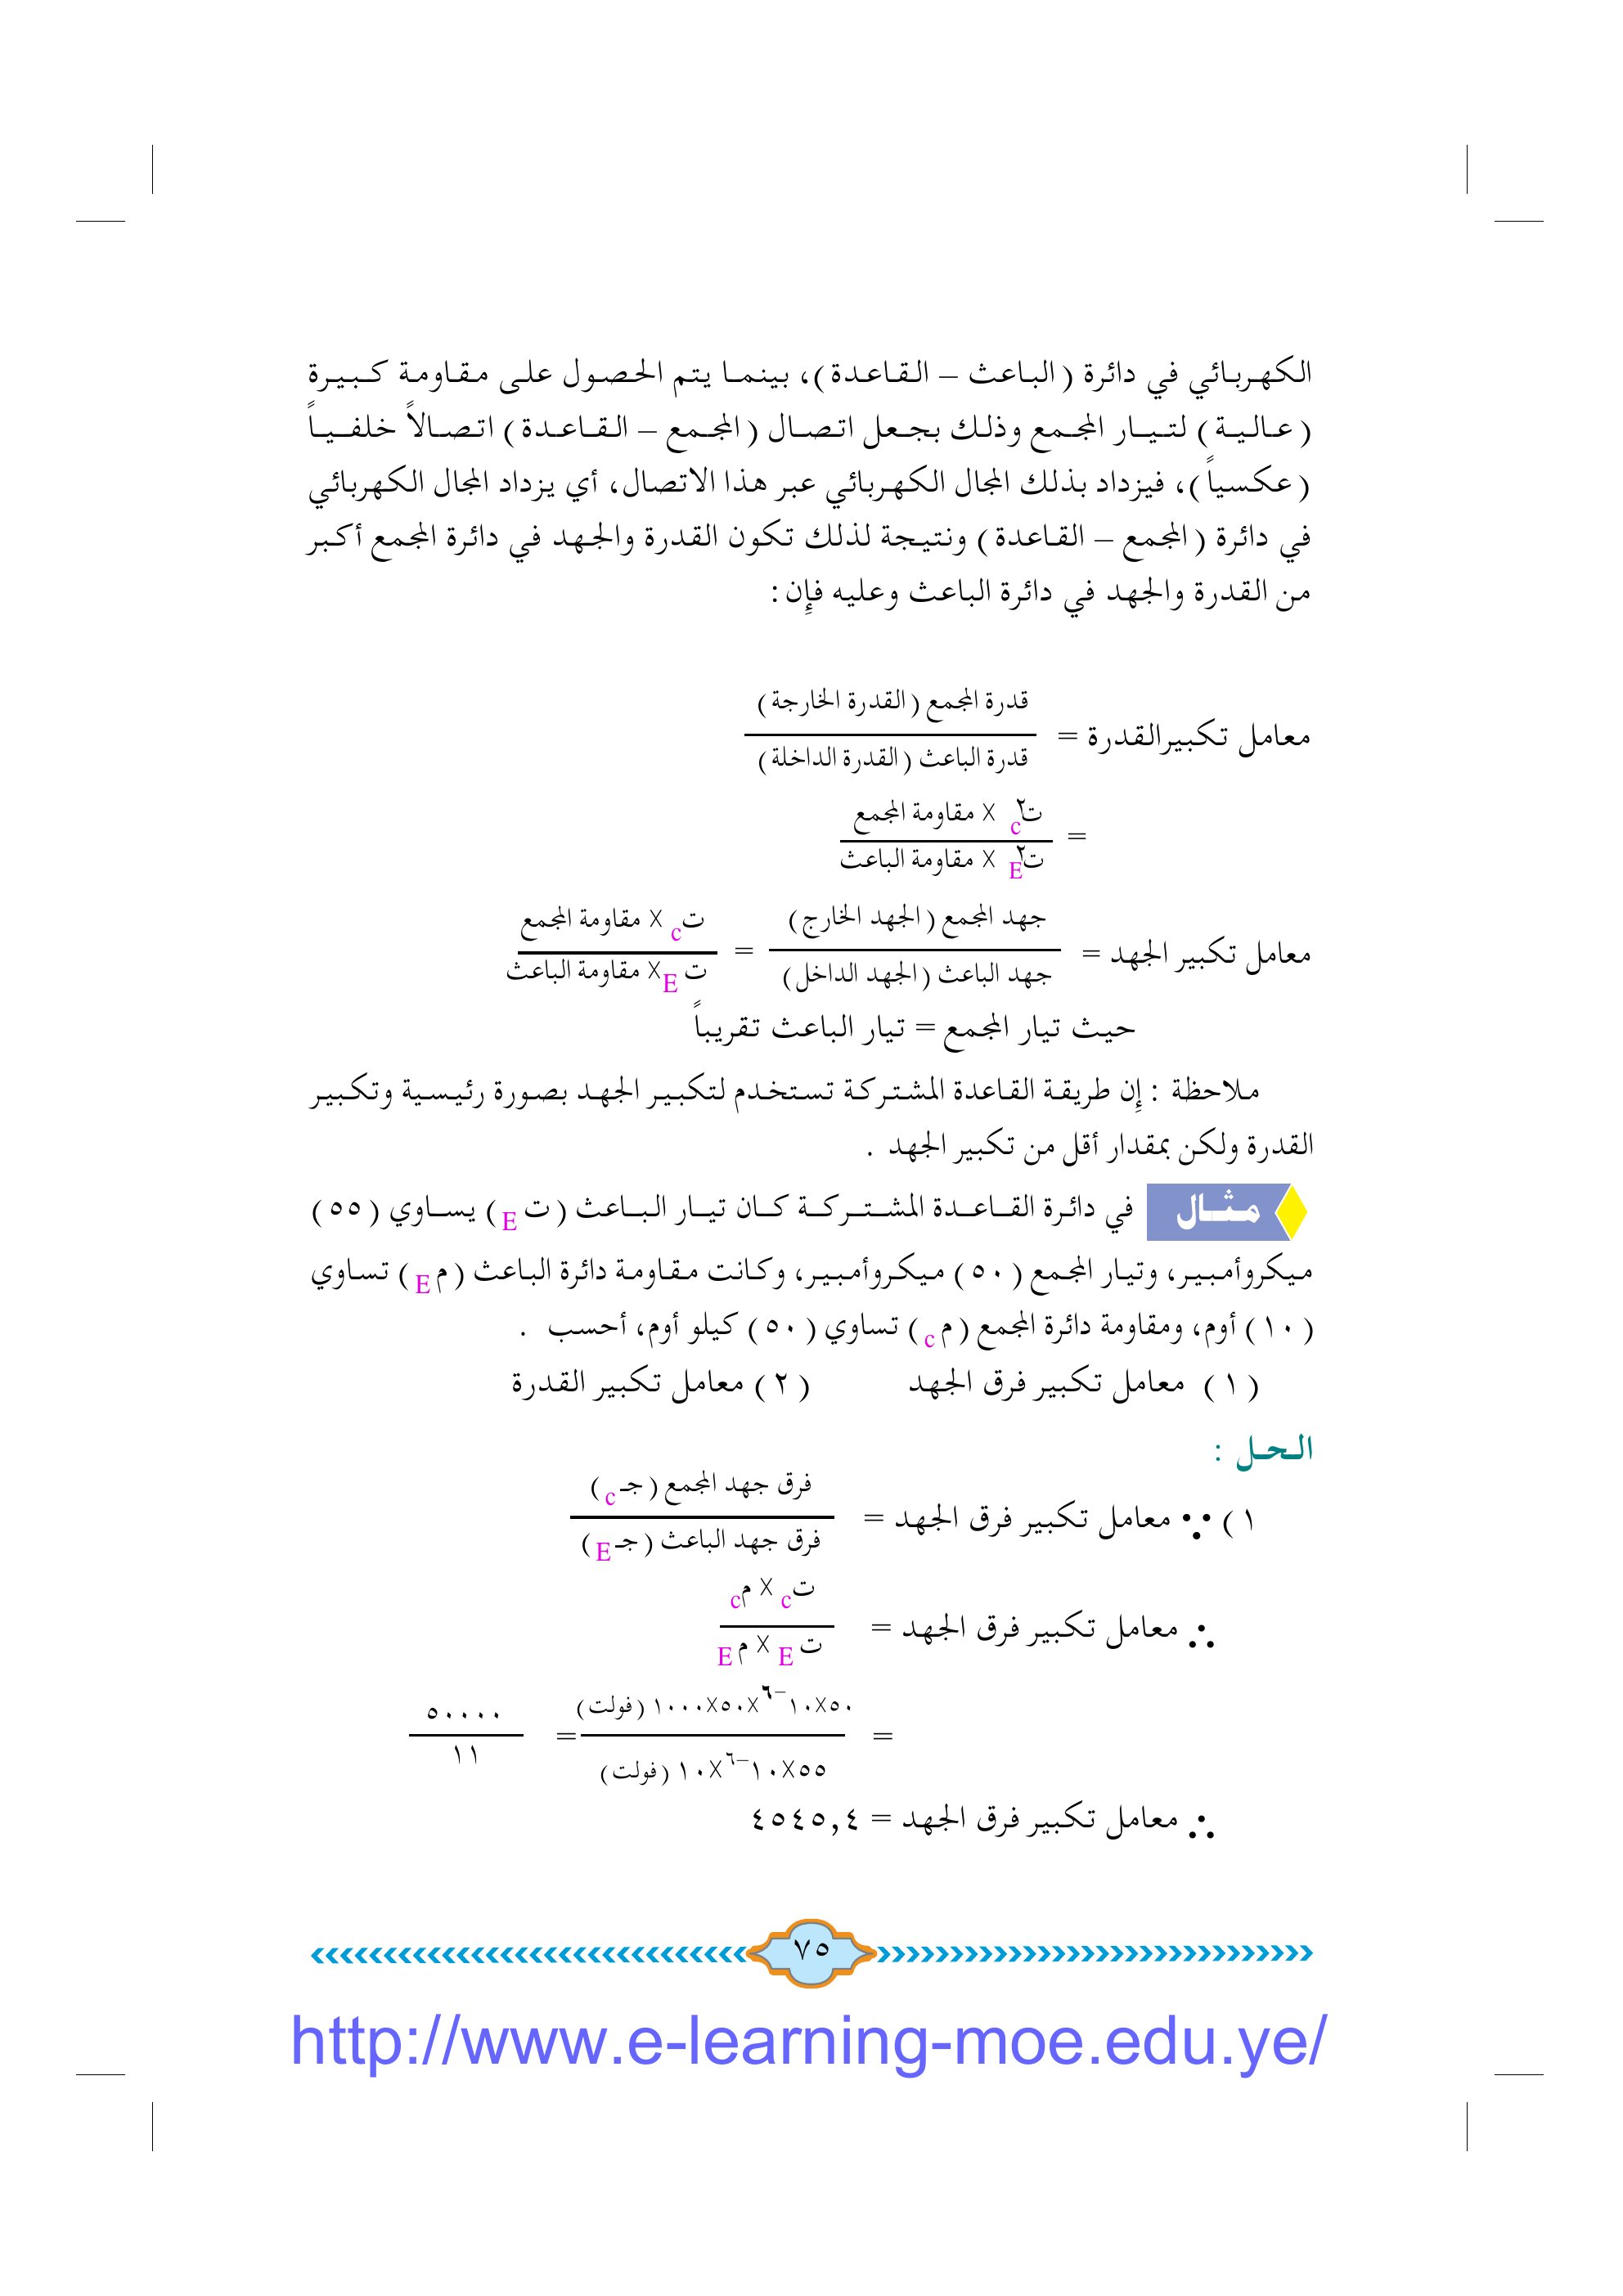 الكهربائي في دائرة (الباعث – القاعدة)، بينما يتم الحصول على مقاومة كبيرة
(عالية) لتيار المجمع وذلك بجعل اتصال (المجمع – القاعدة) اتصالاً خلفياً
(عكسياً)، فيزداد بذلك المجال الكهربائي عبر هذا الاتصال، أي يزداد المجال الكهربائي
في دائرة (المجمع – القاعدة) ونتيجة لذلك تكون القدرة والجهد في دائرة المجمع أكبر
من القدرة والجهد في دائرة الباعث وعليه فإن:
قدرة المجمع (القدرة الخارجة)
معامل تكبيرالقدرة =
قدرة الباعث (القدرة الداخلة)
ت٢c X مقاومة المجمع
=
ت٢E X مقاومة الباعث
جهد المجمع (الجهد الخارج) تc X مقاومة المجمع
معامل تكبير الجهد = =
جهد الباعث (الجهد الداخل) تE X مقاومة الباعث
حيث تيار المجمع = تيار الباعث تقريباً
ملاحظة : إن طريقة القاعدة المشتركة تستخدم لتكبير الجهد بصورة رئيسية وتكبير
القدرة ولكن بمقدار أقل من تكبير الجهد .
مثال في دائرة القاعدة المشتركة كان تيار الباعث (تE) يساوي (٥٥)
ميكروأمبير، وتيار المجمع (٥٠) ميكروأمبير، وكانت مقاومة دائرة الباعث (مE) تساوي
(١٠) أوم، ومقاومة دائرة المجمع (مc) تساوي (٥٠) كيلو أوم، أحسب .
(١) معامل تكبير فرق الجهد (٢) معامل تكبير القدرة
الحل :
فرق جهد المجمع (جـc)
١) ∵ معامل تكبير فرق الجهد =
فرق جهد الباعث (جـE)
تc X مc
∴ معامل تكبير فرق الجهد =
تE X مE
٥٠X١٠−٦X٥٠X١٠٠٠ (فولت) ٥٠٠٠٠
= =
٥٥X١٠−٦X١٠ (فولت) ١١
∴ معامل تكبير فرق الجهد = ٤٥٤٥,٤
٧٥
http://www.e-learning-moe.edu.ye/